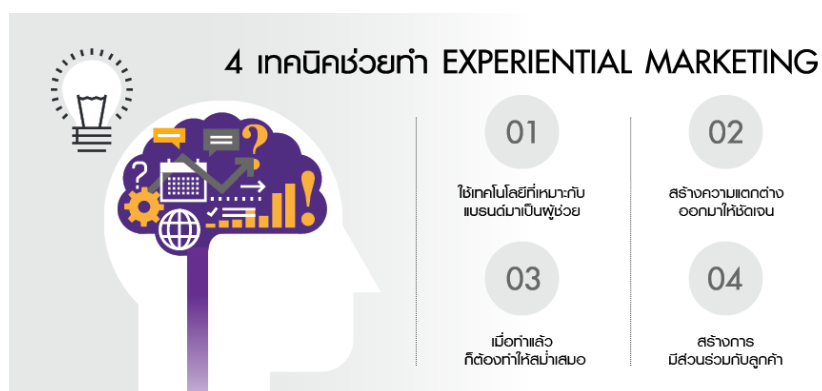 4 เทคนิคช่วยทำ EXPERIENTIAL MARKETING
01
ใช้เทคโนโลยีที่เหมาะกับ
แบรนด์มาเป็นผู้ช่วย
02
สร้างความแตกต่าง
ออกมาให้ชัดเจน
03
เมื่อทำแล้ว
ก็ต้องทำให้สม่ำเสมอ
04
สร้างการ
มีส่วนร่วมกับลูกค้า